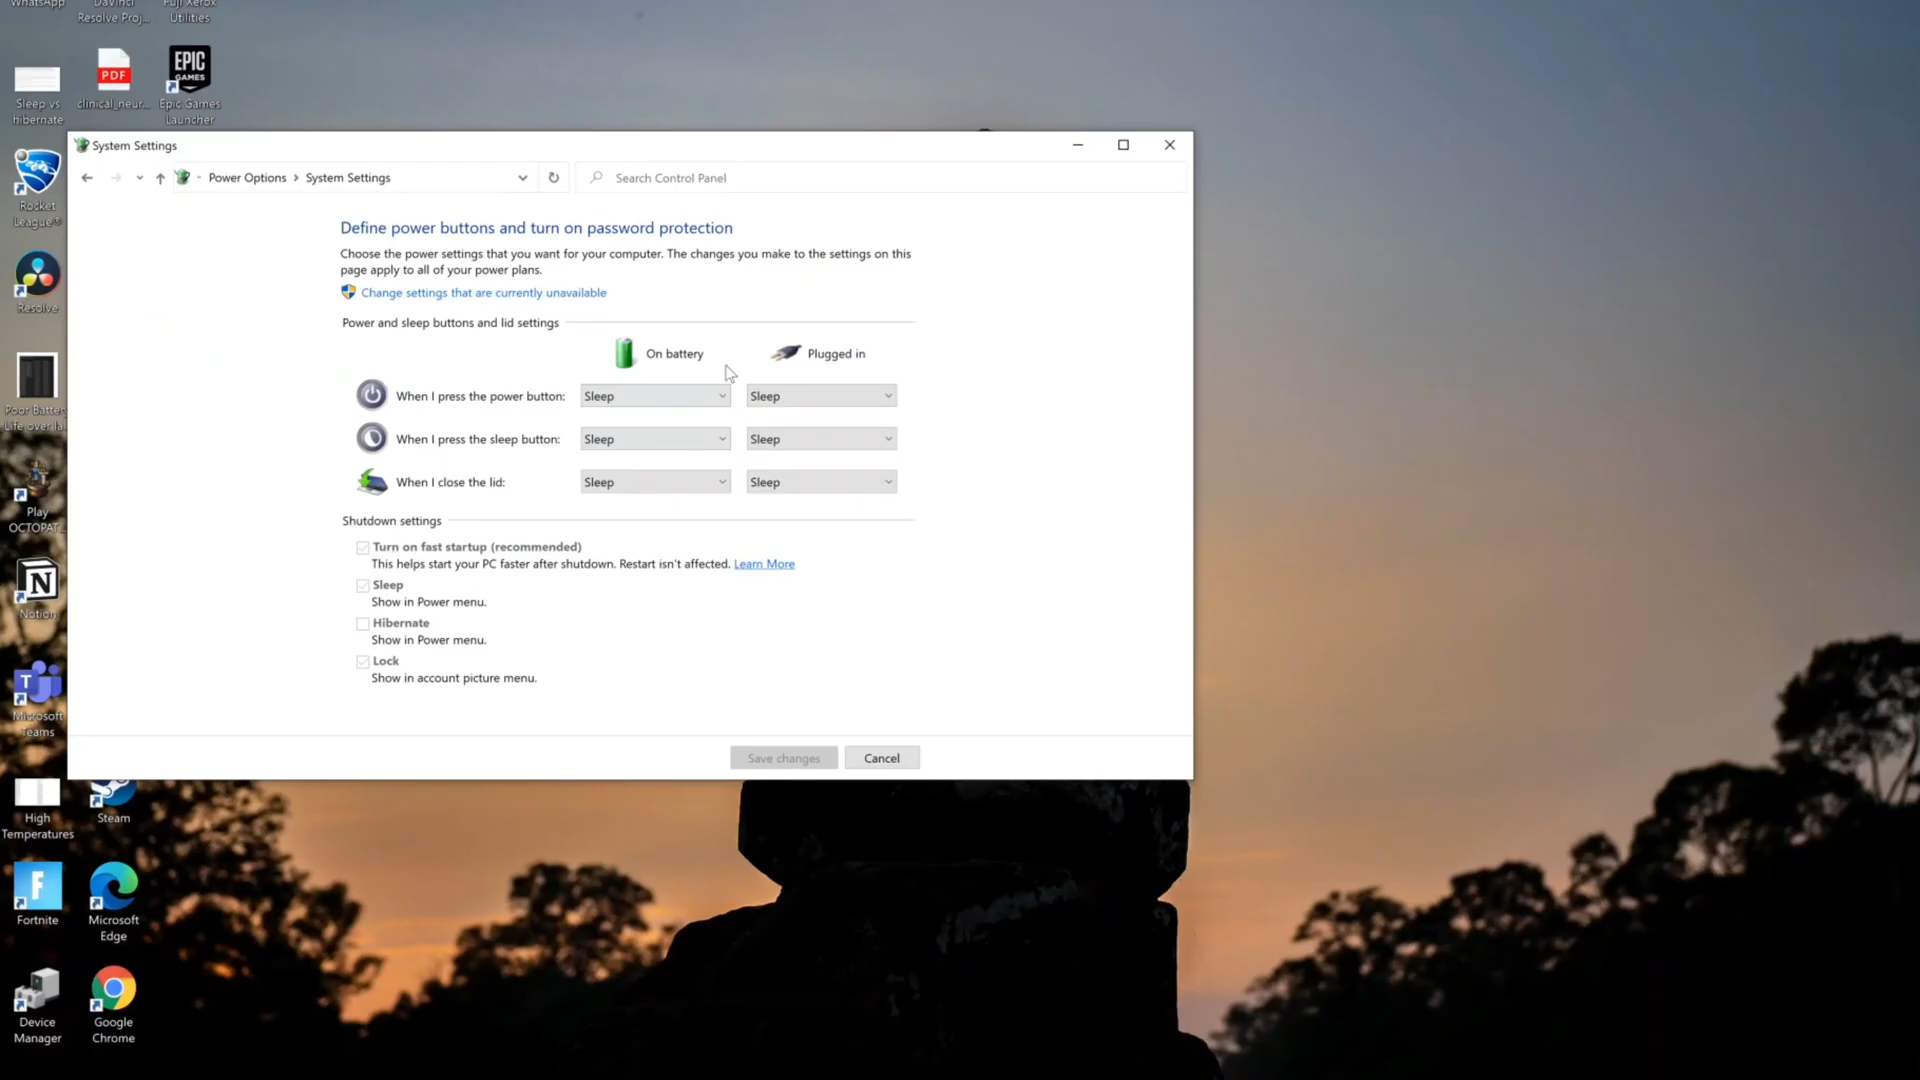 WhatsApp
DaVinci
Resolve Proj...
Fuji Xerox
Utilities
PDF
EPIC
GAMES
Sleep vs
hibernate
clinical_neur...
Epic Games
Launcher
System Settings
Power Options > System Settings
Search Control Panel
Rocket
League®
Define power buttons and turn on password protection
Choose the power settings that you want for your computer. The changes you make to the settings on this
page apply to all of your power plans.
Change settings that are currently unavailable
Resolve
Power and sleep buttons and lid settings
On battery
Plugged in
When I press the power button:
Sleep
Sleep
Poor Battery
Life overla
When I press the sleep button:
Sleep
Sleep
When I close the lid:
Sleep
Sleep
Play
OCTOPAT...
Shutdown settings
Turn on fast startup (recommended)
This helps start your PC faster after shutdown. Restart isn't affected. Learn More
Sleep
Show in Power menu.
N
Notion
Hibernate
Show in Power menu.
Lock
Show in account picture menu.
T
Microsoft
Teams
Save changes
Cancel
High
Temperatures
Steam
F
Fortnite
Microsoft
Edge
Device
Manager
Google
Chrome